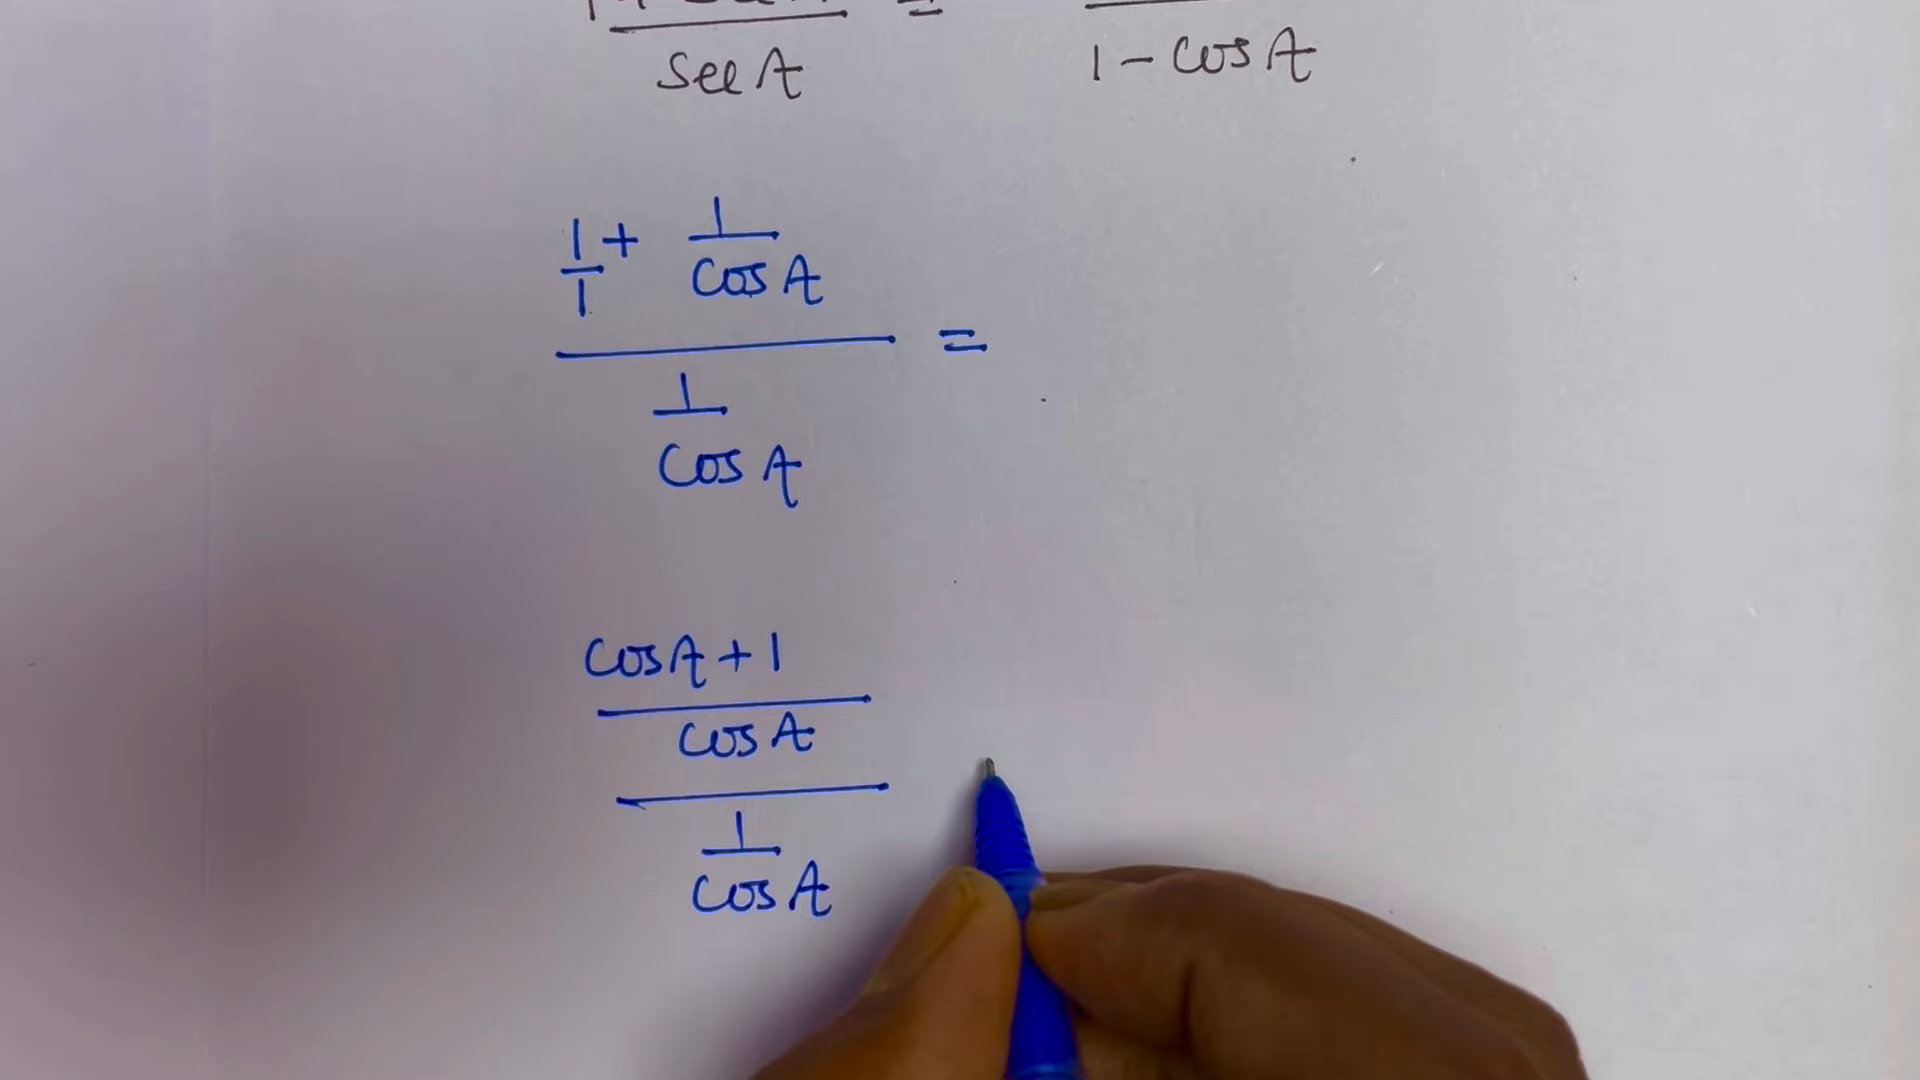 =
sec A 1 - cos A
1/1 + 1/cos A
=
1/cos A
cos A + 1
cos A
1
cos A